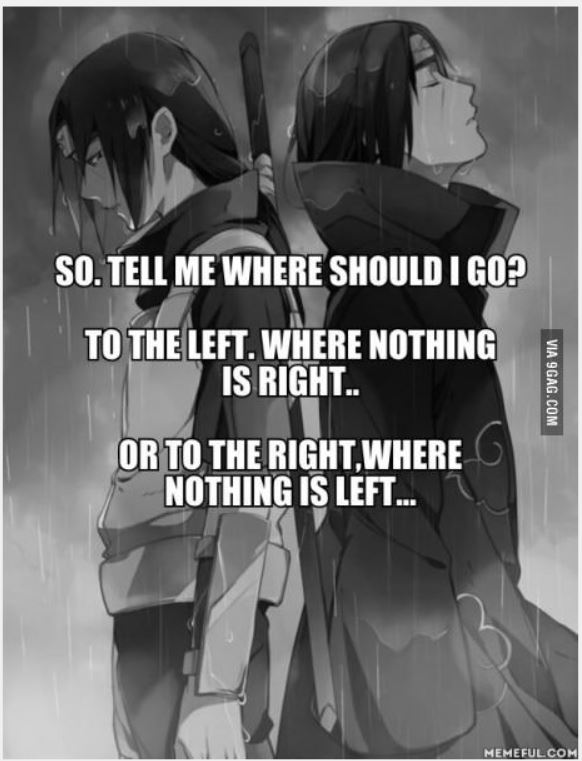 SO. TELL ME WHERE SHOULD I GO?
TO THE LEFT. WHERE NOTHING
IS RIGHT..
OR TO THE RIGHT,WHERE
NOTHING IS LEFT...
VIA 9GAG.COM
MEMEFUL.COM